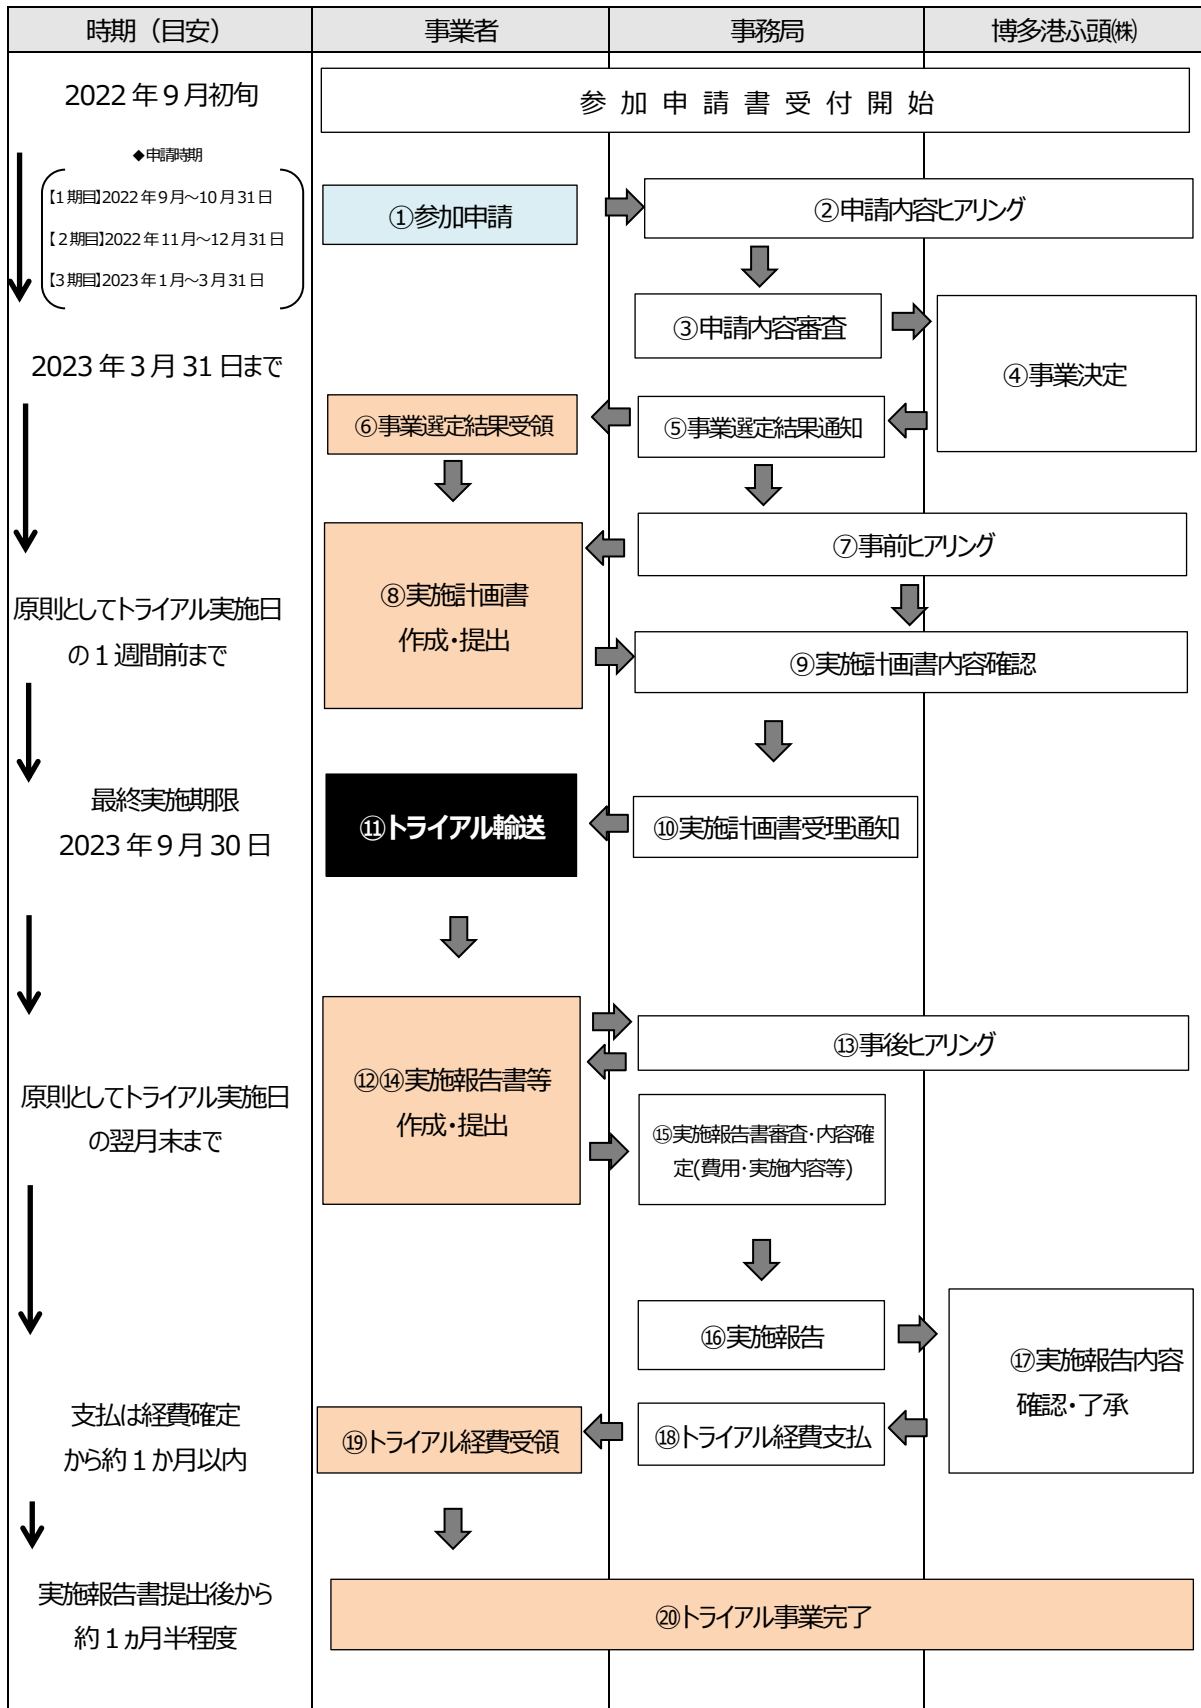 時期（目安）
事業者
事務局
博多港ふ頭㈱
2022年9月初旬
参加申請書受付開始
◆申請時期
【1期目】2022年9月～10月31日
【2期目】2022年11月～12月31日
【3期目】2023年1月～3月31日
①参加申請
②申請内容ヒアリング
③申請内容審査
2023年3月31日まで
④事業決定
⑥事業選定結果受領
⑤事業選定結果通知
⑦事前ヒアリング
⑧実施計画書
作成・提出
原則としてトライアル実施日
の1週間前まで
⑨実施計画書内容確認
最終実施期限
2023年9月30日
⑪トライアル輸送
⑩実施計画書受理通知
⑬事後ヒアリング
⑫⑭実施報告書等
作成・提出
原則としてトライアル実施日
の翌月末まで
⑮実施報告書審査・内容確
定(費用・実施内容等)
⑯実施報告
⑰実施報告内容
確認・了承
支払は経費確定
から約1か月以内
⑲トライアル経費受領
⑱トライアル経費支払
実施報告書提出後から
約1ヵ月半程度
⑳トライアル事業完了